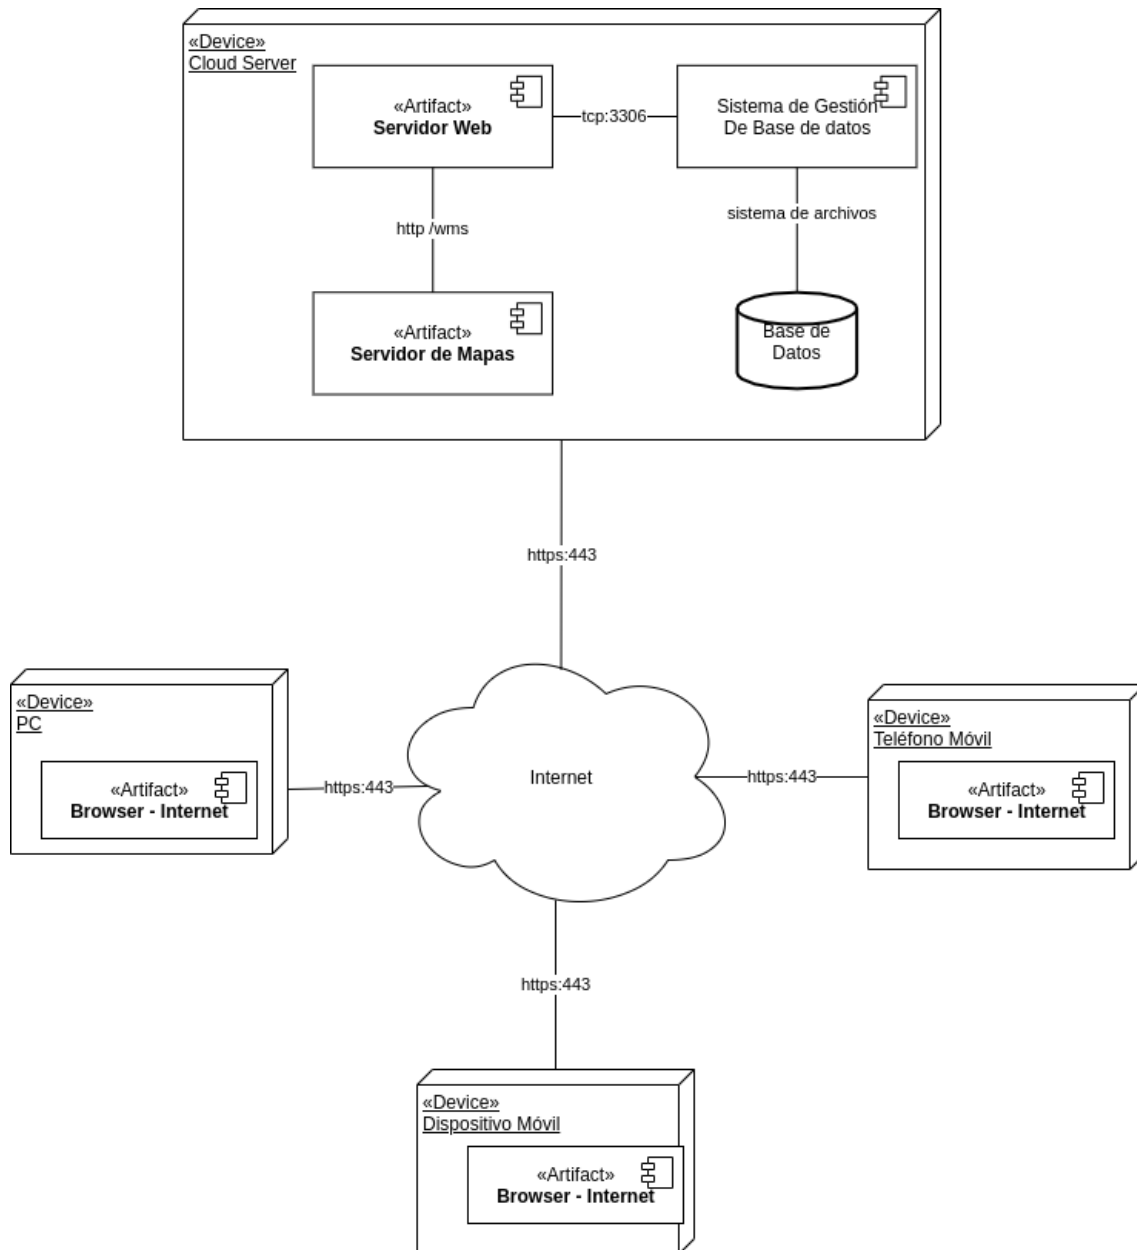 «Device»
Cloud Server
«Artifact»
Servidor Web
tcp:3306
Sistema de Gestión
De Base de datos
http /wms
sistema de archivos
«Artifact»
Servidor de Mapas
Base de
Datos
https:443
«Device»
PC
«Artifact»
Browser - Internet
https:443
Internet
https:443
«Device»
Teléfono Móvil
«Artifact»
Browser - Internet
https:443
«Device»
Dispositivo Móvil
«Artifact»
Browser - Internet